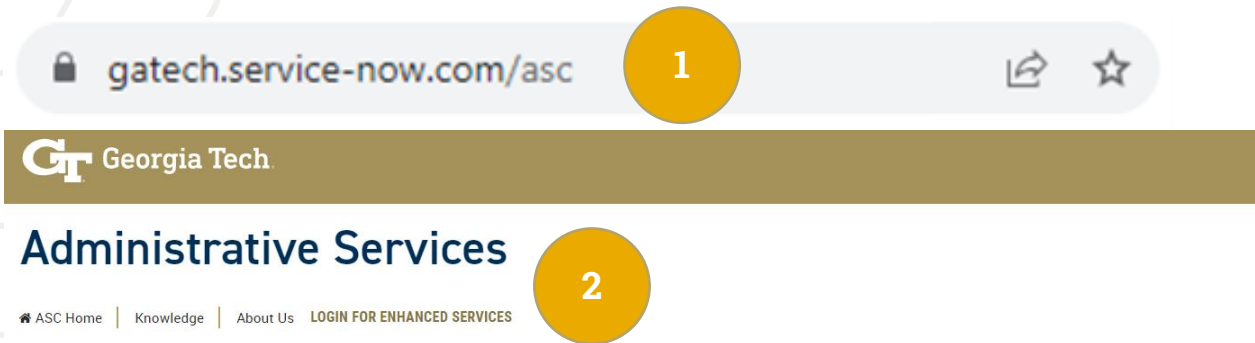 gatech.service-now.com/asc
1
GT Georgia Tech.
Administrative Services
2
ASC Home | Knowledge | About Us LOGIN FOR ENHANCED SERVICES